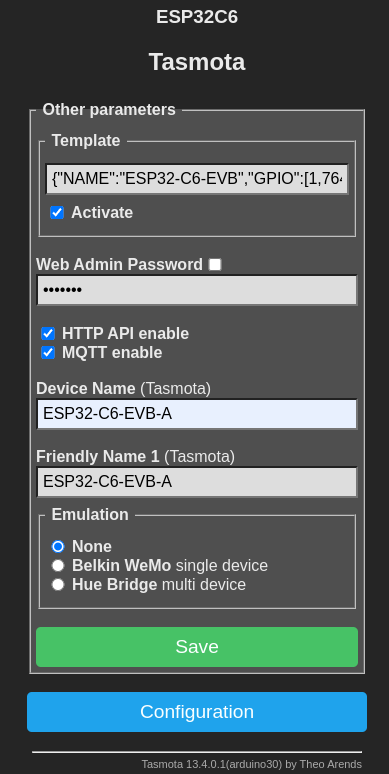 ESP32C6
Tasmota
Other parameters
Template
{"NAME":"ESP32-C6-EVB","GPIO":[1,764
Activate
Web Admin Password
•••••••
HTTP API enable
MQTT enable
Device Name (Tasmota)
ESP32-C6-EVB-A
Friendly Name 1 (Tasmota)
ESP32-C6-EVB-A
Emulation
None
Belkin WeMo single device
Hue Bridge multi device
Save
Configuration
Tasmota 13.4.0.1(arduino30) by Theo Arends